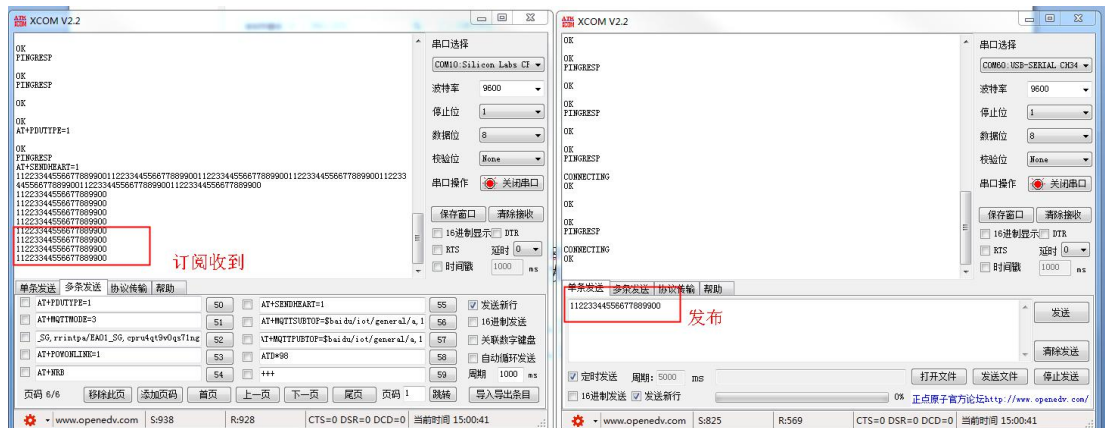 XCOM V2.2
OK
PINGRESP
OK
PINGRESP
OK
OK
AT+PDUTYPE=1
OK
PINGRESP
AT+SENDHEART=1
1122334455667788990011223344556677889900112233445566778899001122334455667788990011223344556677889900112233
44556677889900112233445566778899001122334455667788990 0
11223344556677889900
11223344556677889900
11223344556677889900
11223344556677889900
11223344556677889900
11223344556677889900
11223344556677889900
11223344556677889900
订阅收到
串口选择
COM10:Silicon Labs CP
波特率 9600
停止位 1
数据位 8
校验位 None
串口操作 关闭串口
保存窗口 清除接收
16进制显示 DTR
RTS 延时 0
时间戳 1000 ms
单条发送 多条发送 协议传输 帮助
AT+PDUTYPE=1 50 AT+SENDHEART=1 55 发送新行
AT+MQTTMODE=3 51 AT+MQTTSUBTOP=$baidu/iot/general/a,1 56 16进制发送
_SG,rrintpa/EA01_SG,cpru4qt9v0qs7lng 52 \T+MQTTPUBTOP=$baidu/iot/general/a,1 57 关联数字键盘
AT+POWONLINK=1 53 ATD*98 58 自动循环发送
AT+NRB 54 +++ 59 周期 1000 ms
页码 6/6 移除此页 添加页码 首页 上一页 下一页 尾页 页码 1 跳转 导入导出条目
www.openedv.com S:938 R:928 CTS=0 DSR=0 DCD=0 当前时间 15:00:41
XCOM V2.2
OK
OK
PINGRESP
OK
OK
PINGRESP
OK
OK
PINGRESP
CONNECTING
OK
OK
PINGRESP
CONNECTING
OK
串口选择
COM60:USB-SERIAL CH34
波特率 9600
停止位 1
数据位 8
校验位 None
串口操作 关闭串口
保存窗口 清除接收
16进制显示 DTR
RTS 延时 0
时间戳 1000 ms
单条发送 多条发送 协议传输 帮助
11223344556677889900
发布
发送
清除发送
定时发送 周期: 5000 ms 打开文件 发送文件 停止发送
16进制发送 发送新行 0% 正点原子官方论坛http://www.openedv.com/
www.openedv.com S:825 R:569 CTS=0 DSR=0 DCD=0 当前时间 15:00:41